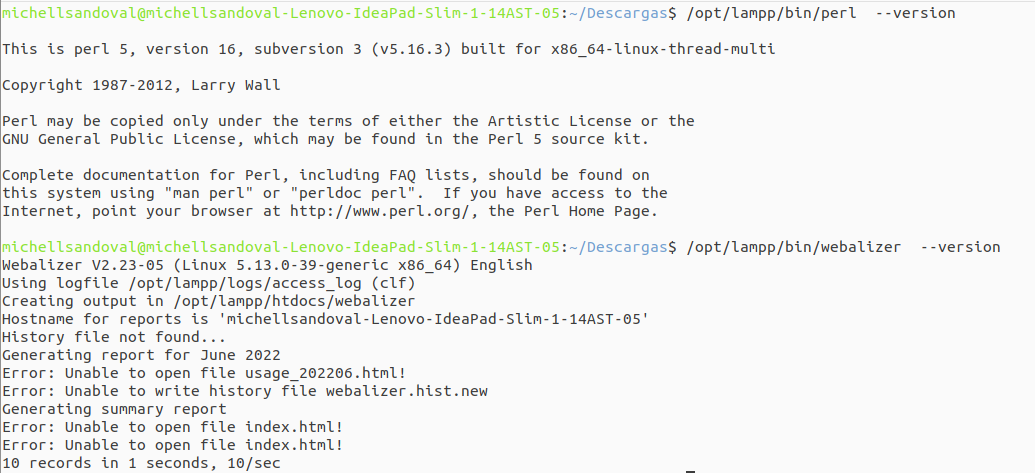 michellsandoval@michellsandoval-Lenovo-IdeaPad-Slim-1-14AST-05:~/Descargas$ /opt/lampp/bin/perl  --version
This is perl 5, version 16, subversion 3 (v5.16.3) built for x86_64-linux-thread-multi
Copyright 1987-2012, Larry Wall
Perl may be copied only under the terms of either the Artistic License or the
GNU General Public License, which may be found in the Perl 5 source kit.
Complete documentation for Perl, including FAQ lists, should be found on
this system using "man perl" or "perldoc perl".  If you have access to the
Internet, point your browser at http://www.perl.org/, the Perl Home Page.
michellsandoval@michellsandoval-Lenovo-IdeaPad-Slim-1-14AST-05:~/Descargas$ /opt/lampp/bin/webalizer  --version
Webalizer V2.23-05 (Linux 5.13.0-39-generic x86_64) English
Using logfile /opt/lampp/logs/access_log (clf)
Creating output in /opt/lampp/htdocs/webalizer
Hostname for reports is 'michellsandoval-Lenovo-IdeaPad-Slim-1-14AST-05'
History file not found...
Generating report for June 2022
Error: Unable to open file usage_202206.html!
Error: Unable to write history file webalizer.hist.new
Generating summary report
Error: Unable to open file index.html!
Error: Unable to open file index.html!
10 records in 1 seconds, 10/sec